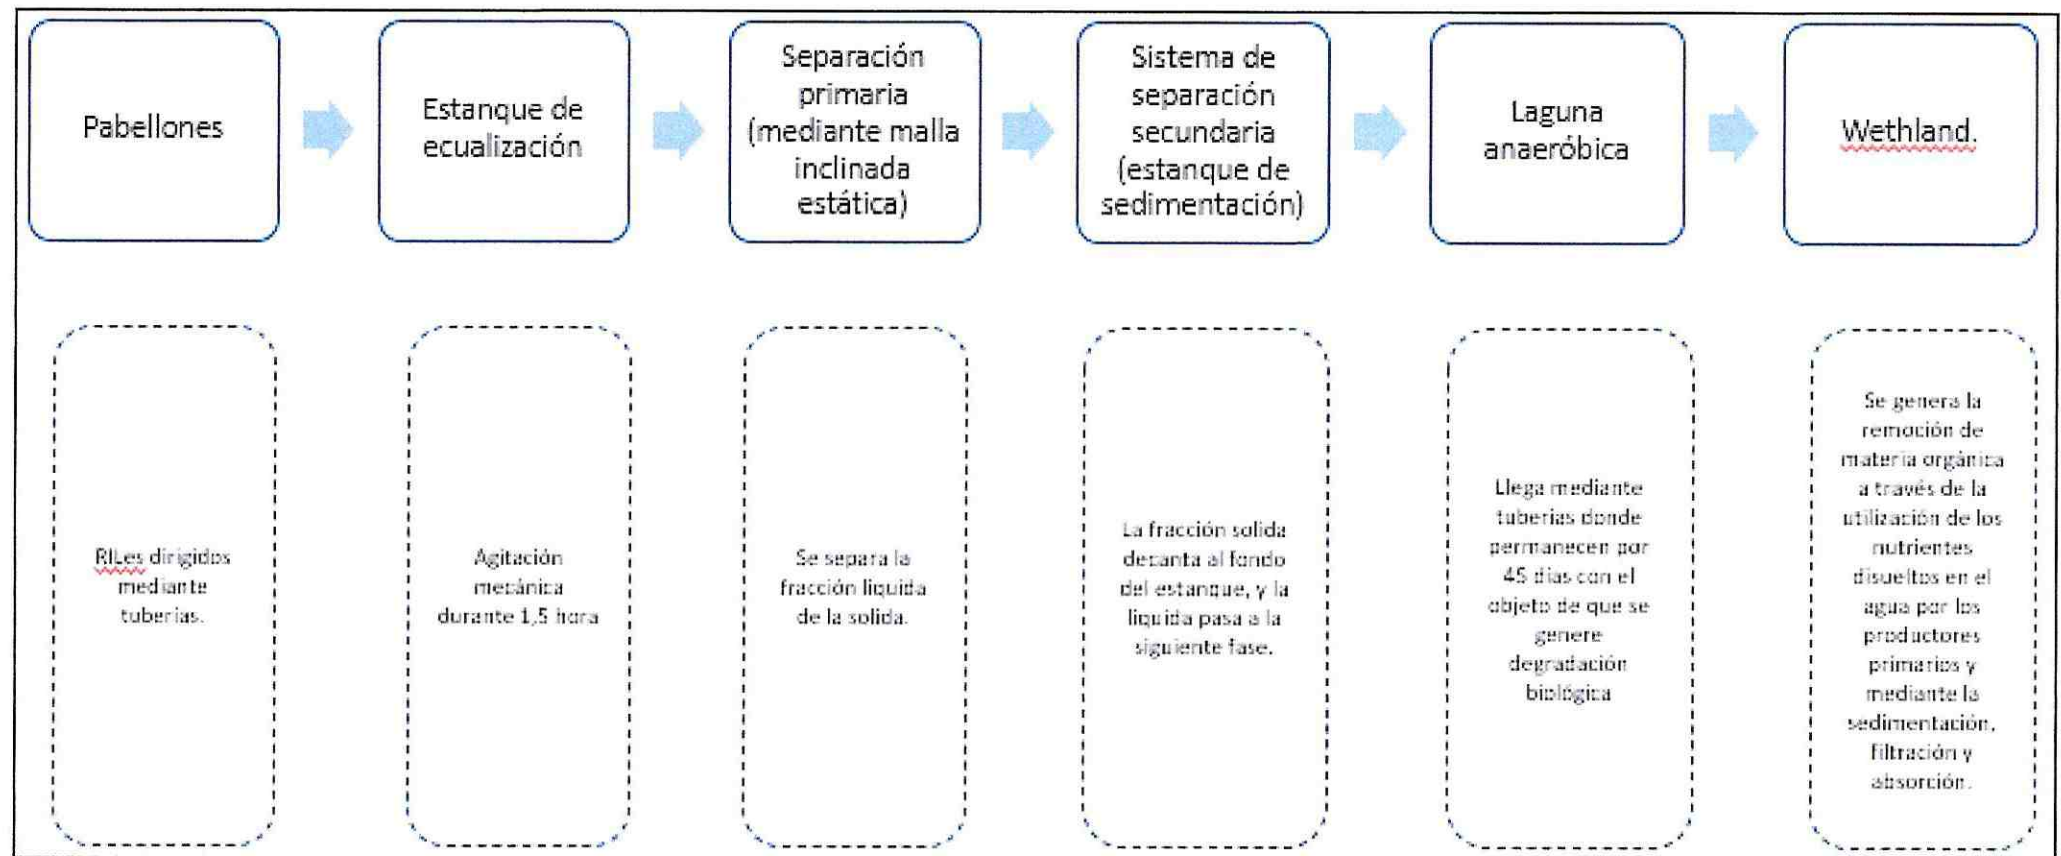 Pabellones
Estanque de
ecualización
Separación
primaria
(mediante malla
inclinada
estática)
Sistema de
separación
secundaria
(estanque de
sedimentación)
Laguna
anaeróbica
Wethland.
RILes dirigidos
mediante
tuberias.
Agitación
mecánica
durante 1,5 hora
Se separa la
fracción liquida
de la solida.
La fracción solida
decanta al fondo
del estanque, y la
liquida pasa a la
siguiente fase.
Llega mediante
tuberias donde
permanecen por
45 dias con el
objeto de que se
genere
degradación
biológica
Se genera la
remoción de
materia orgánica
a través de la
utilización de los
nutrientes
disueltos en el
agua por los
productores
primarios y
mediante la
sedimentación,
filtración y
absorción.